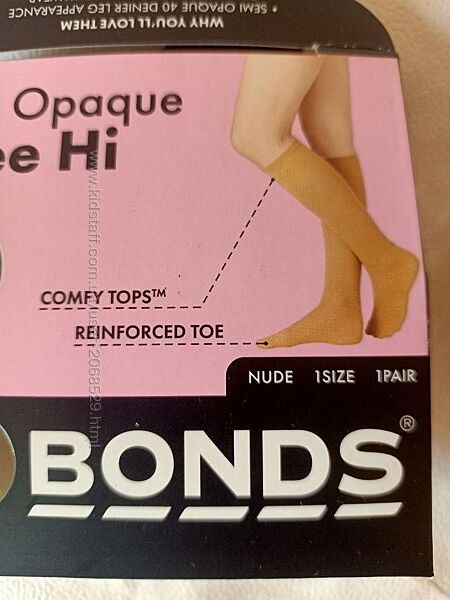 WHY YOU'LL LOVE THEM
• SEMI OPAQUE 40 DENIER LEG APPEARANCE
Opaque
ee Hi
COMFY TOPS™
REINFORCED TOE
NUDE 1SIZE 1PAIR
BONDS®